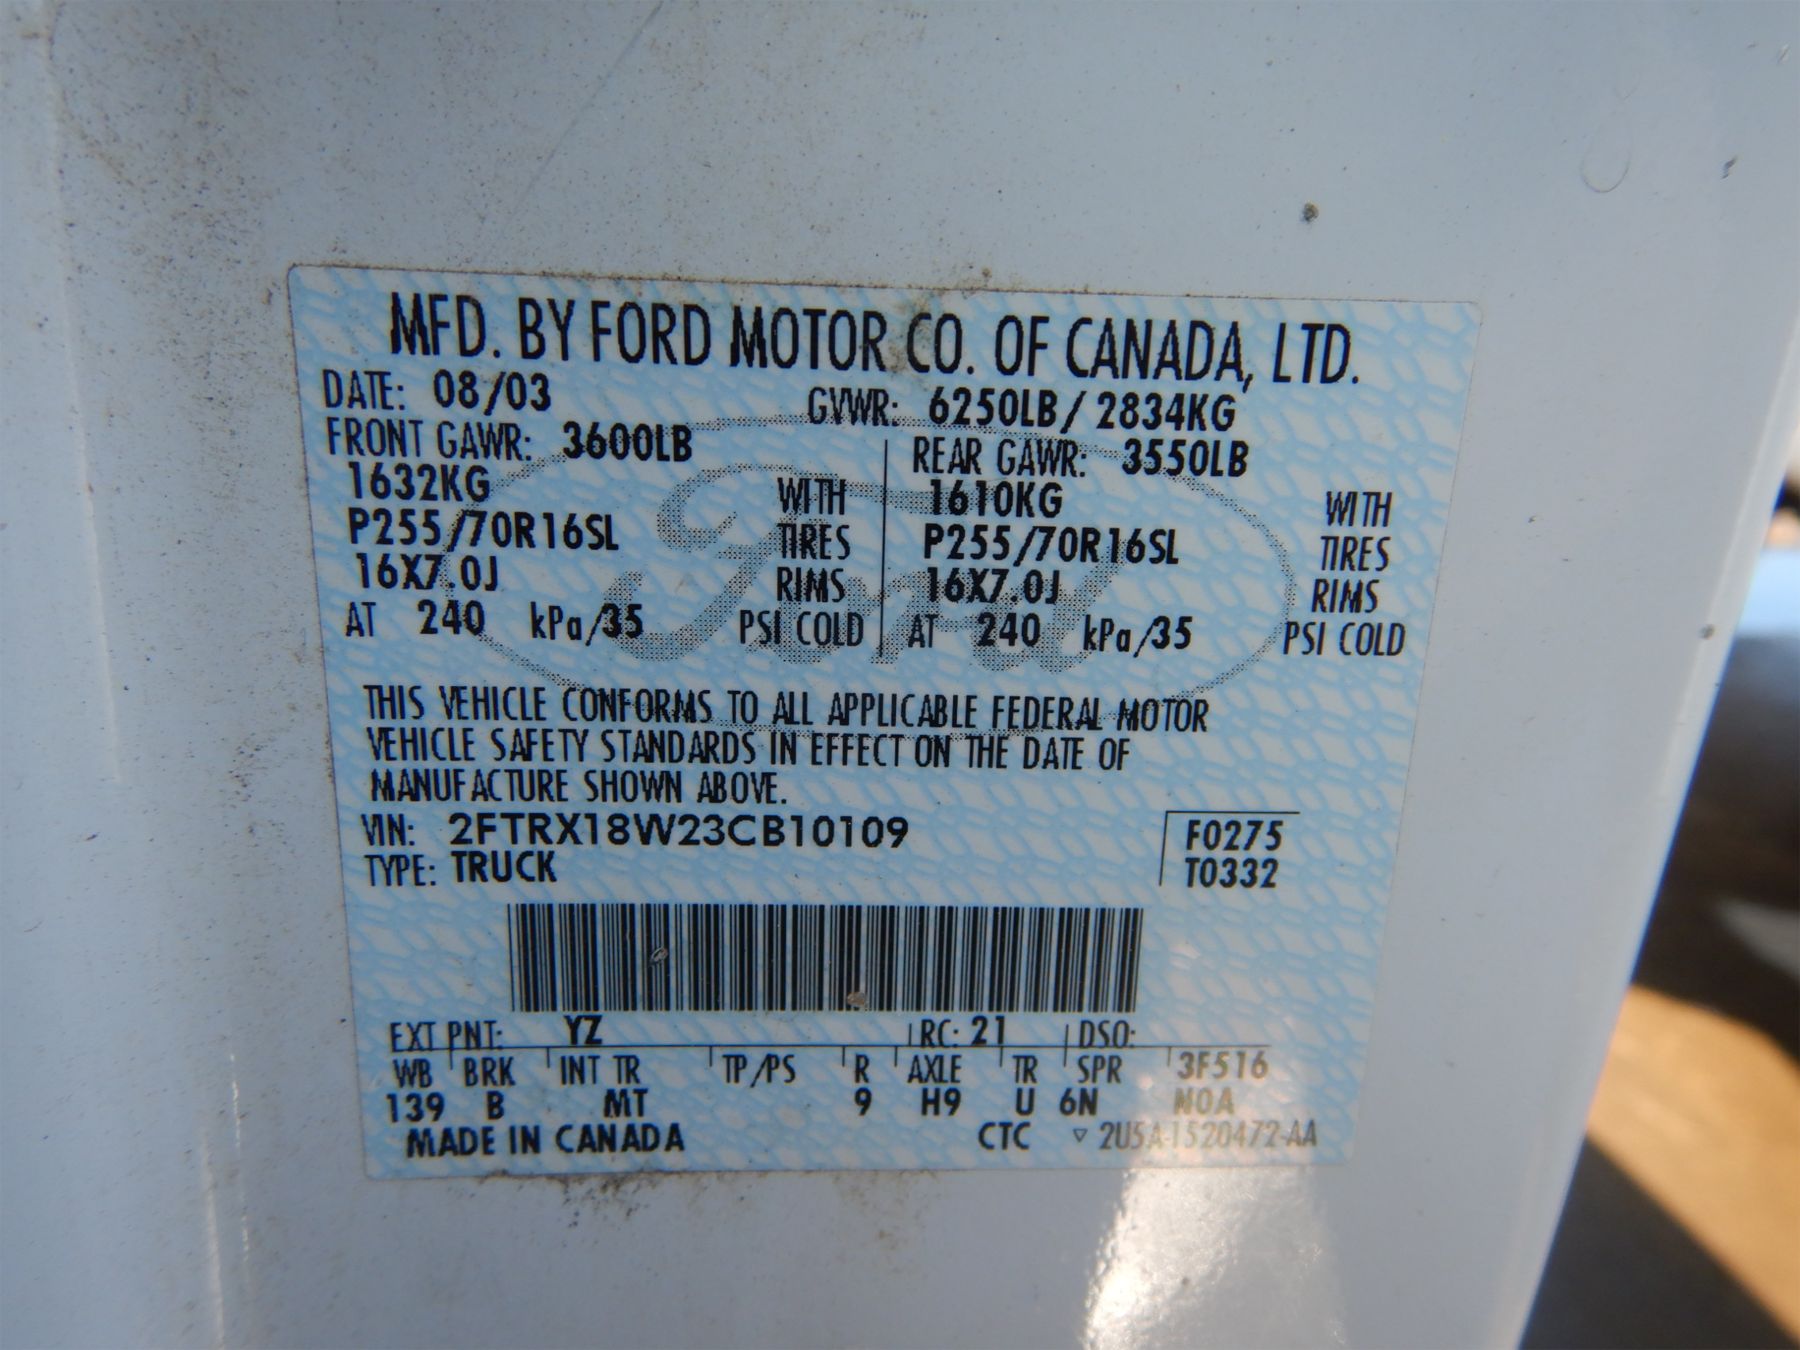 MFD. BY FORD MOTOR CO. OF CANADA, LTD.
DATE: 08/03 GVWR: 6250LB/ 2834KG
FRONT GAWR: 3600LB REAR GAWR: 3550LB
1632KG WITH 1610KG WITH
P255/70R16SL TIRES P255/70R16SL TIRES
16X7.0J RIMS 16X7.0J RIMS
AT 240 kPa/35 PSI COLD AT 240 kPa/35 PSI COLD
Ford
THIS VEHICLE CONFORMS TO ALL APPLICABLE FEDERAL MOTOR
VEHICLE SAFETY STANDARDS IN EFFECT ON THE DATE OF
MANUFACTURE SHOWN ABOVE.
VIN: 2FTRX18W23CB10109 F0275
TYPE: TRUCK T0332
EXT PNT: YZ RC: 21 DSO:
WB BRK INT TR TP/PS R AXLE TR SPR 3F516
139 B MT 9 H9 U 6N NOA
MADE IN CANADA CTC ▽ 2U5A-1520472-AA